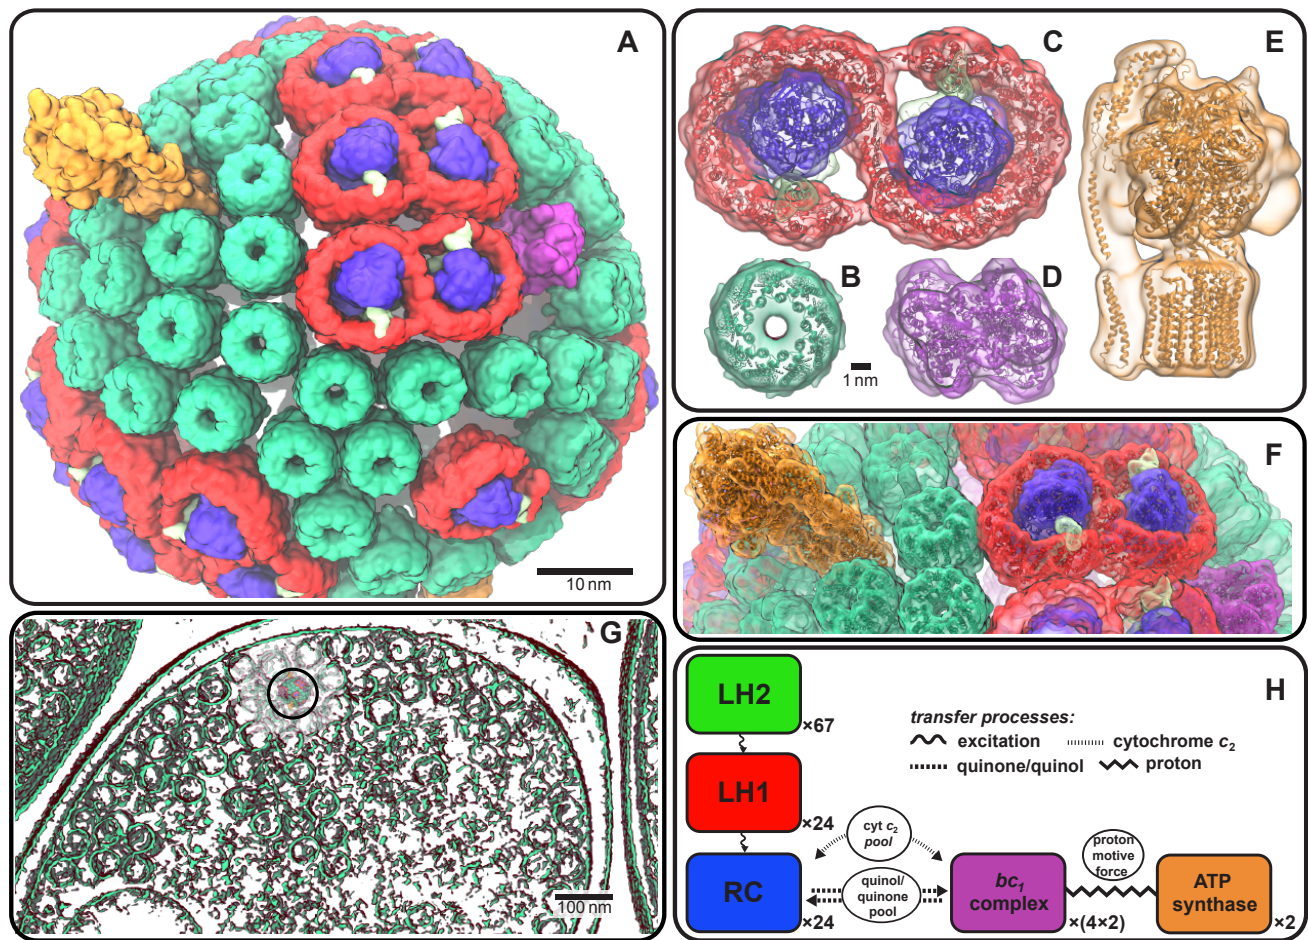 A
10 nm
C
E
B
D
1 nm
F
G
100 nm
H
LH2
×67
transfer processes:
excitation
cytochrome c₂
quinone/quinol
proton
LH1
×24
cyt c₂
pool
proton
motive
force
RC
×24
quinol/
quinone
pool
bc₁
complex
×(4×2)
ATP
synthase
×2